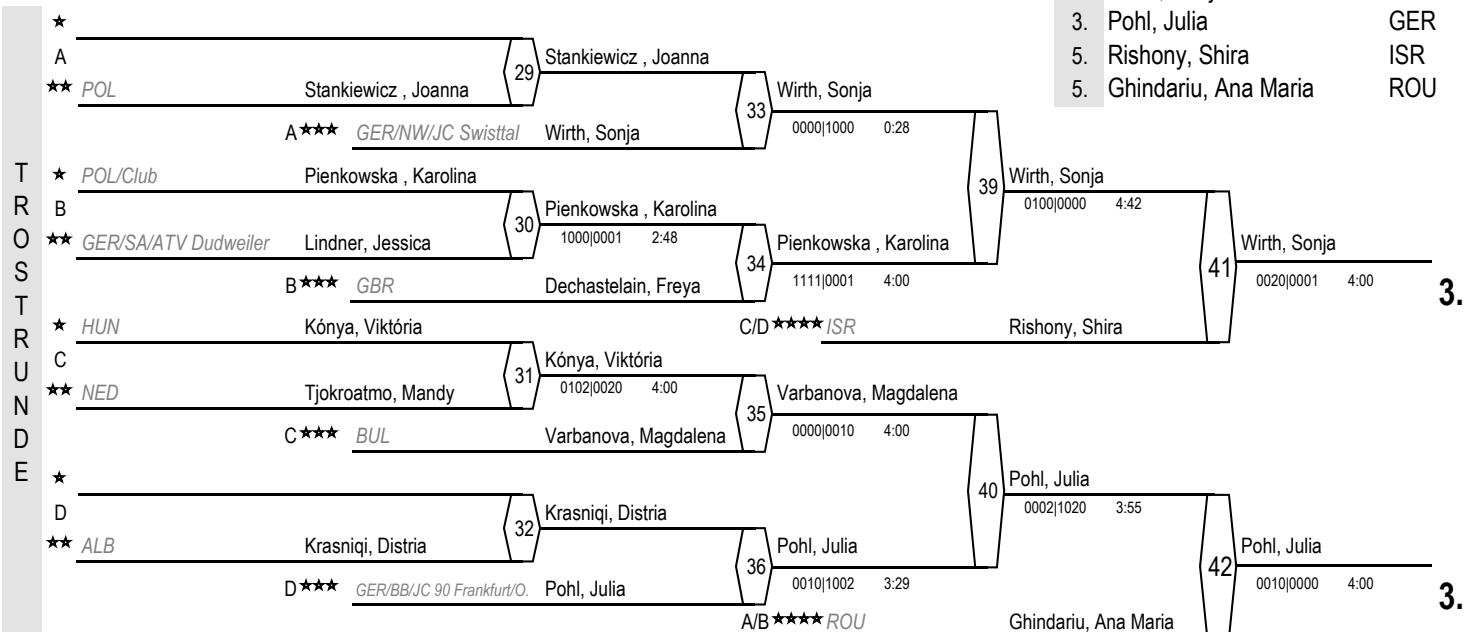 3. Pohl, Julia GER
5. Rishony, Shira ISR
5. Ghindariu, Ana Maria ROU
TROSTRUNDE
A
POL Stankiewicz , Joanna
29 Stankiewicz , Joanna
A GER/NW/JC Swisttal Wirth, Sonja
33 Wirth, Sonja
0000|1000 0:28
B
POL/Club Pienkowska , Karolina
GER/SA/ATV Dudweiler Lindner, Jessica
30 Pienkowska , Karolina
1000|0001 2:48
B GBR Dechastelain, Freya
34 Pienkowska , Karolina
1111|0001 4:00
39 Wirth, Sonja
0100|0000 4:42
C/D ISR Rishony, Shira
41 Wirth, Sonja
0020|0001 4:00
3.
C
HUN Kónya, Viktória
NED Tjokroatmo, Mandy
31 Kónya, Viktória
0102|0020 4:00
C BUL Varbanova, Magdalena
35 Varbanova, Magdalena
0000|0010 4:00
D
ALB Krasniqi, Distria
32 Krasniqi, Distria
D GER/BB/JC 90 Frankfurt/O. Pohl, Julia
36 Pohl, Julia
0010|1002 3:29
40 Pohl, Julia
0002|1020 3:55
A/B ROU Ghindariu, Ana Maria
42 Pohl, Julia
0010|0000 4:00
3.